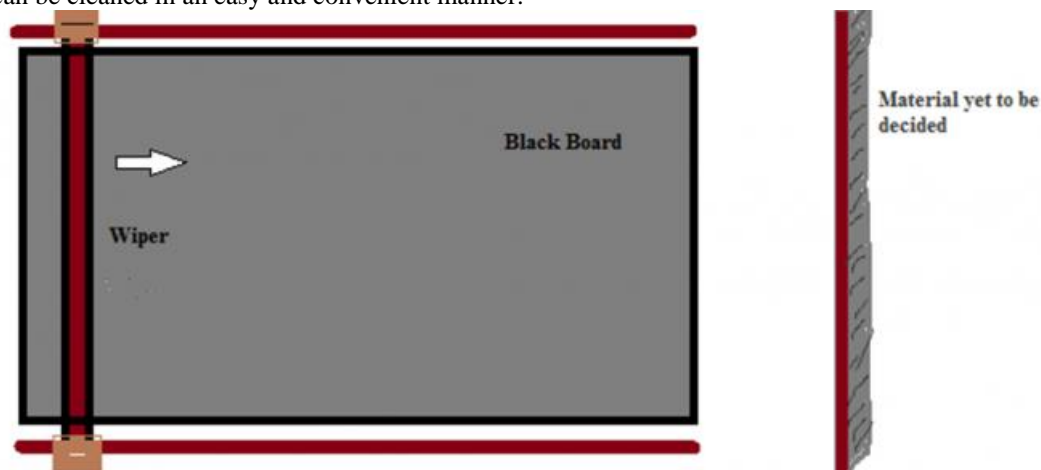 can be cleaned in an easy and convenient manner.
Material yet to be
decided
Black Board
Wiper